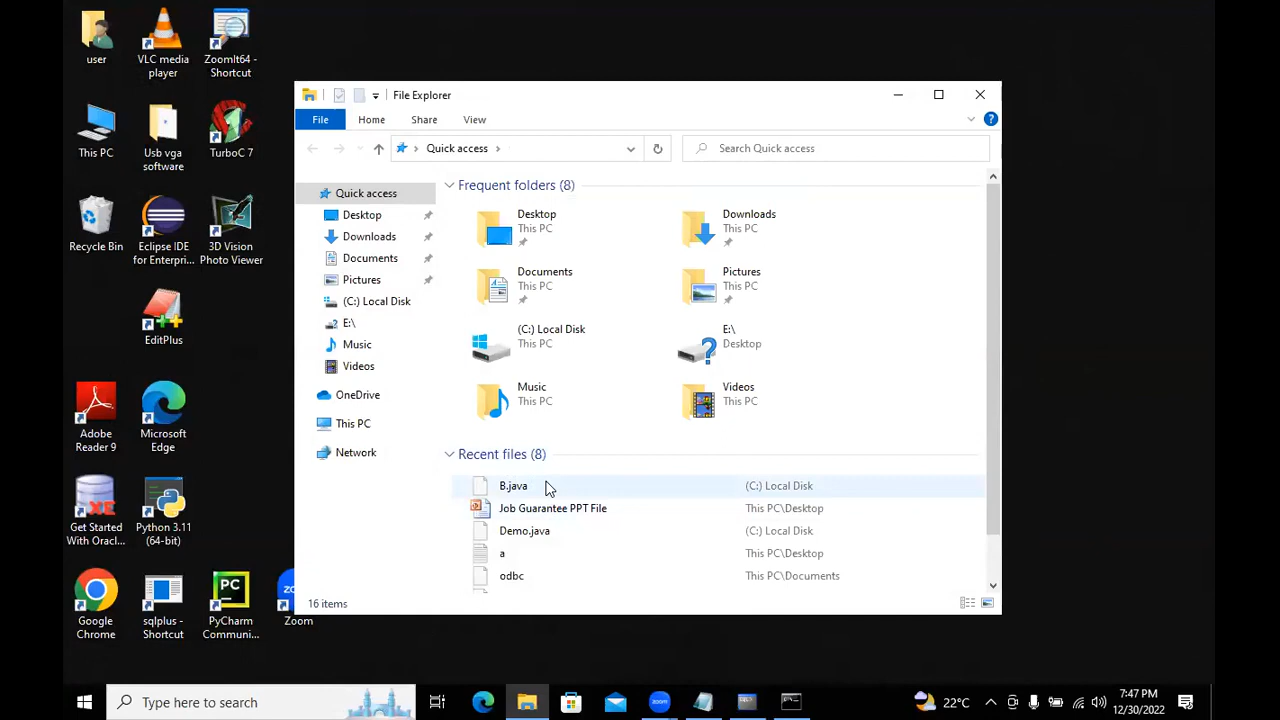 user
VLC media player
ZoomIt64 - Shortcut
This PC
Usb vga software
TurboC 7
Recycle Bin
Eclipse IDE for Enterpri...
3D Vision Photo Viewer
EditPlus
Adobe Reader 9
Microsoft Edge
Get Started With Oracl...
Python 3.11 (64-bit)
Google Chrome
sqlplus - Shortcut
PyCharm Communi...
Zoom
File Explorer
File Home Share View
Quick access
Search Quick access
Quick access
Desktop
Downloads
Documents
Pictures
(C:) Local Disk
E:\
Music
Videos
OneDrive
This PC
Network
Frequent folders (8)
Desktop
This PC
Downloads
This PC
Documents
This PC
Pictures
This PC
(C:) Local Disk
This PC
E:\
Desktop
Music
This PC
Videos
This PC
Recent files (8)
B.java (C:) Local Disk
Job Guarantee PPT File This PC\Desktop
Demo.java (C:) Local Disk
a This PC\Desktop
odbc This PC\Documents
16 items
Type here to search
zoom
22°C
7:47 PM
12/30/2022